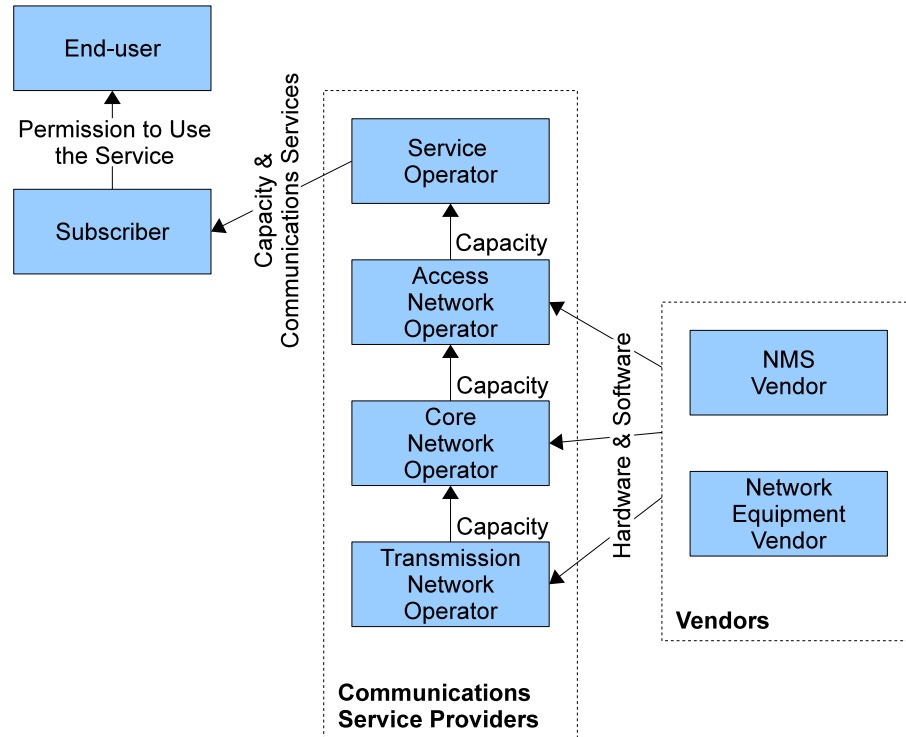 End-user
Permission to Use
the Service
Subscriber
Capacity &
Communications Services
Service
Operator
Capacity
Access
Network
Operator
Capacity
Core
Network
Operator
Capacity
Transmission
Network
Operator
Communications
Service Providers
Hardware & Software
NMS
Vendor
Network
Equipment
Vendor
Vendors